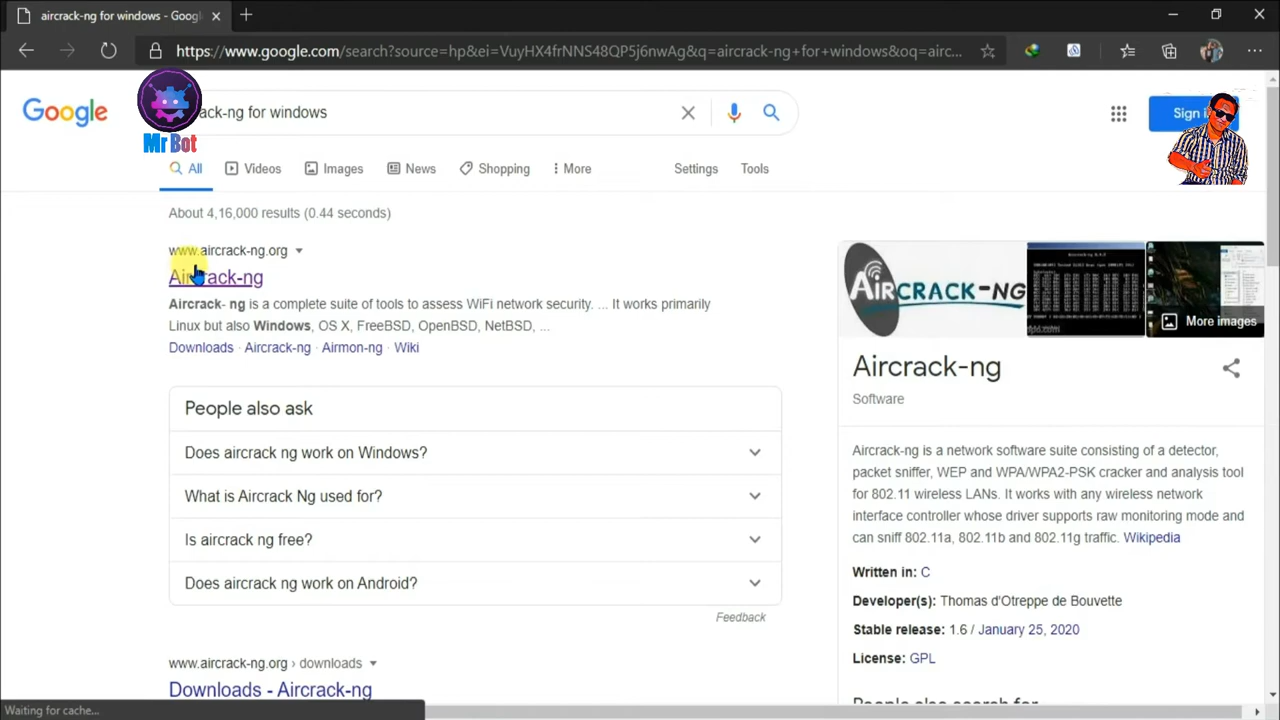 aircrack-ng for windows - Goog
https://www.google.com/search?source=hp&ei=VuyHX4frNNS48QP5j6nwAg&q=aircrack-ng+for+windows&oq=airc...
Google
ack-ng for windows
Sign I
Mr Bot
All
Videos
Images
News
Shopping
More
Settings
Tools
About 4,16,000 results (0.44 seconds)
www.aircrack-ng.org
Aircrack-ng
Aircrack- ng is a complete suite of tools to assess WiFi network security. ... It works primarily
Linux but also Windows, OS X, FreeBSD, OpenBSD, NetBSD, ...
Downloads · Aircrack-ng · Airmon-ng · Wiki
People also ask
Does aircrack ng work on Windows?
What is Aircrack Ng used for?
Is aircrack ng free?
Does aircrack ng work on Android?
Feedback
www.aircrack-ng.org › downloads
Downloads - Aircrack-ng
AIRCRACK-NG
More images
Aircrack-ng
Software
Aircrack-ng is a network software suite consisting of a detector,
packet sniffer, WEP and WPA/WPA2-PSK cracker and analysis tool
for 802.11 wireless LANs. It works with any wireless network
interface controller whose driver supports raw monitoring mode and
can sniff 802.11a, 802.11b and 802.11g traffic. Wikipedia
Written in: C
Developer(s): Thomas d'Otreppe de Bouvette
Stable release: 1.6 / January 25, 2020
License: GPL
People also search for
Waiting for cache...